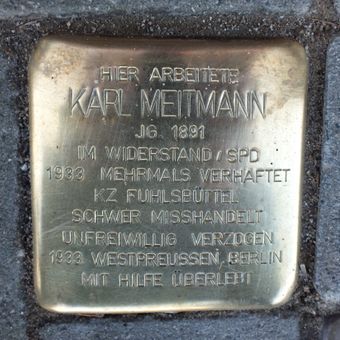 HIER ARBEITETE
KARL MEITMANN
JG. 1891
IM WIDERSTAND / SPD
1933 MEHRMALS VERHAFTET
KZ FUHLSBÜTTEL
SCHWER MISSHANDELT
UNFREIWILLIG VERZOGEN
1933 WESTPREUSSEN, BERLIN
MIT HILFE ÜBERLEBT